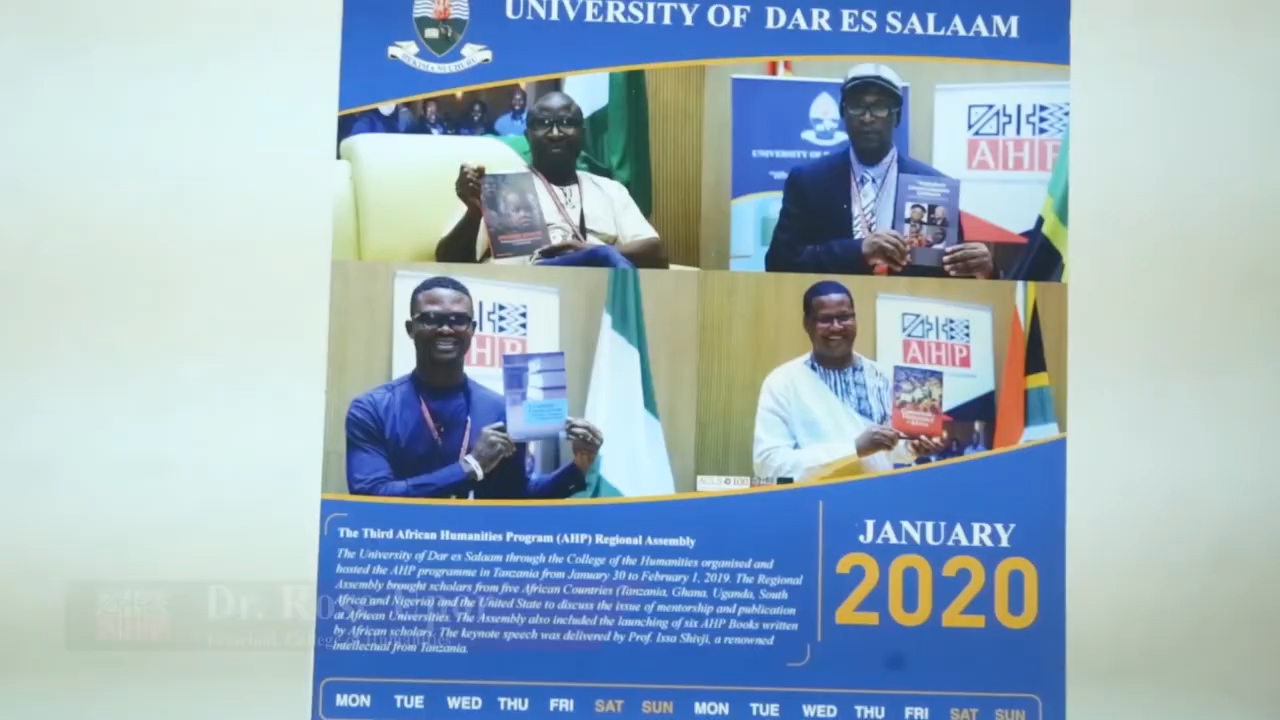 UNIVERSITY OF DAR ES SALAAM
HEKIMA NI UHURU
AHP
AHP
AHP
The Third African Humanities Program (AHP) Regional Assembly
The University of Dar es Salaam through the College of the Humanities organised and
hosted the AHP programme in Tanzania from January 30 to February 1, 2019. The Regional
Assembly brought scholars from five African Countries (Tanzania, Ghana, Uganda, South
Africa and Nigeria) and the United State to discuss the issue of mentorship and publication
at African Universities. The Assembly also included the launching of six AHP Books written
by African scholars. The keynote speech was delivered by Prof. Issa Shivji, a renowned
intellectual from Tanzania.
JANUARY
2020
Dr.
MON TUE WED THU FRI SAT SUN MON TUE WED THU FRI SAT SUN